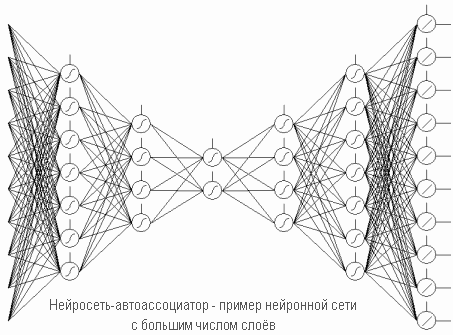 Нейросеть-автоассоциатор - пример нейронной сети
с большим числом слоёв